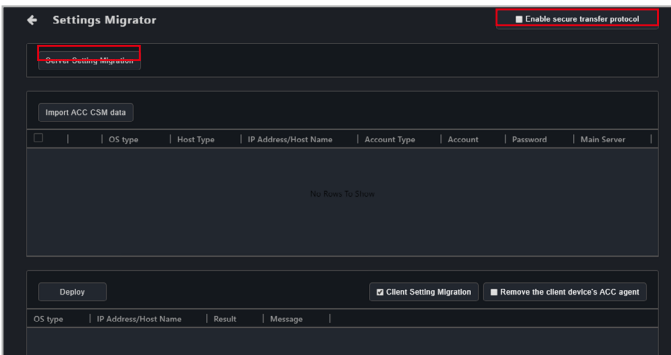 Settings Migrator
Enable secure transfer protocol
Server Setting Migration
Import ACC CSM data
OS type Host Type IP Address/Host Name Account Type Account Password Main Server
No Rows To Show
Deploy
Client Setting Migration
Remove the client device's ACC agent
OS type IP Address/Host Name Result Message